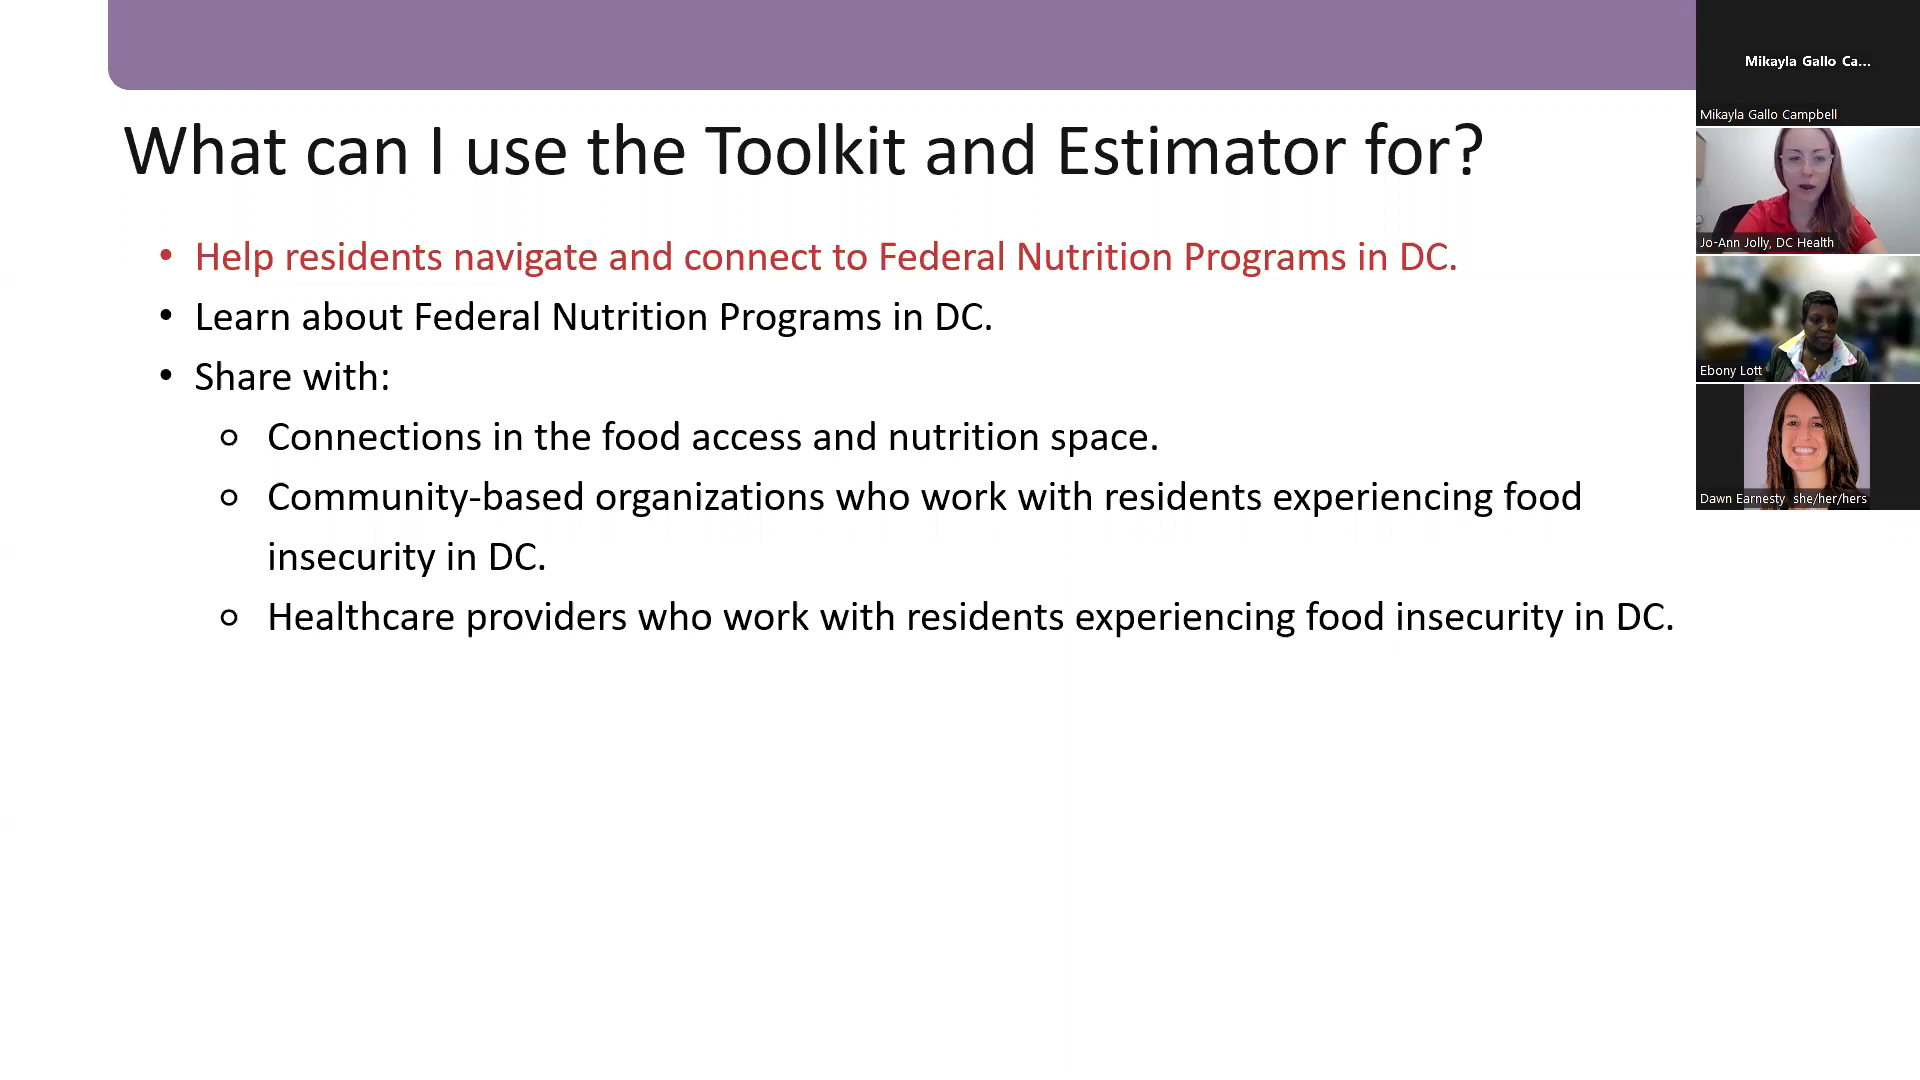 What can I use the Toolkit and Estimator for?
• Help residents navigate and connect to Federal Nutrition Programs in DC.
• Learn about Federal Nutrition Programs in DC.
• Share with:
○ Connections in the food access and nutrition space.
○ Community-based organizations who work with residents experiencing food
insecurity in DC.
○ Healthcare providers who work with residents experiencing food insecurity in DC.
Mikayla Gallo Ca...
Mikayla Gallo Campbell
Jo-Ann Jolly, DC Health
Ebony Lott
Dawn Earnesty she/her/hers